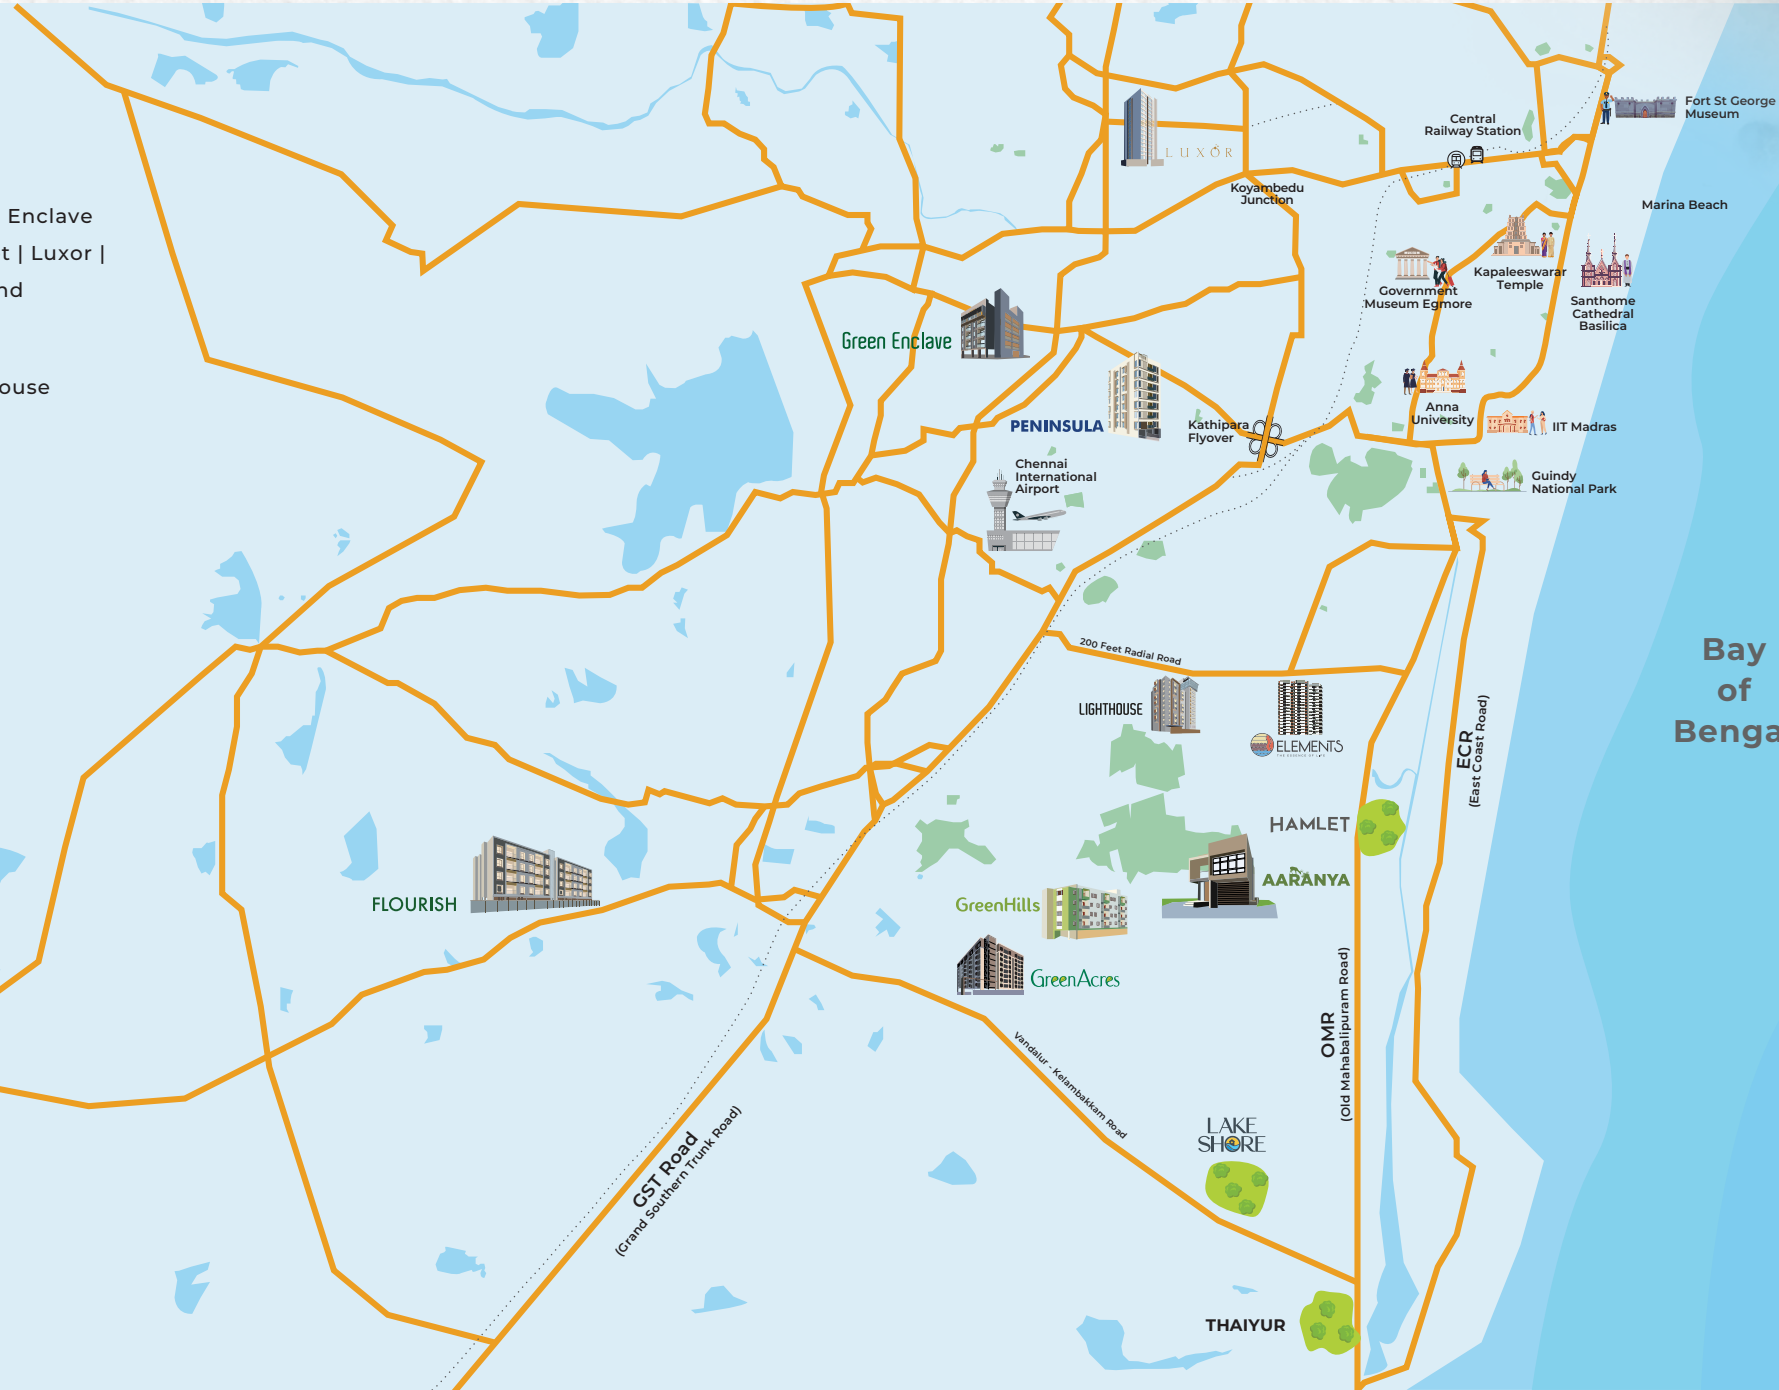 Enclave
t | Luxor |
nd
ouse
Fort St George
Museum
Central
Railway Station
LUXOR
Koyambedu
Junction
Marina Beach
Kapaleeswarar
Temple
Government
Museum Egmore
Santhome
Cathedral
Basilica
Green Enclave
PENINSULA
Kathipara
Flyover
Anna
University
IIT Madras
Chennai
International
Airport
Guindy
National Park
200 Feet Radial Road
Bay
of
Benga
LIGHTHOUSE
ELEMENTS
ECR
(East Coast Road)
HAMLET
AARANYA
FLOURISH
GreenHills
GreenAcres
OMR
(Old Mahabalipuram Road)
Vandalur - Kelambakkam Road
GST Road
(Grand Southern Trunk Road)
LAKE
SHORE
THAIYUR